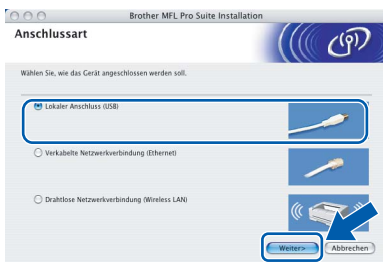 Brother MFL Pro Suite Installation
Anschlussart
Wählen Sie, wie das Gerät angeschlossen werden soll.
Lokaler Anschluss (USB)
Verkabelte Netzwerkverbindung (Ethernet)
Drahtlose Netzwerkverbindung (Wireless LAN)
Weiter>
Abbrechen